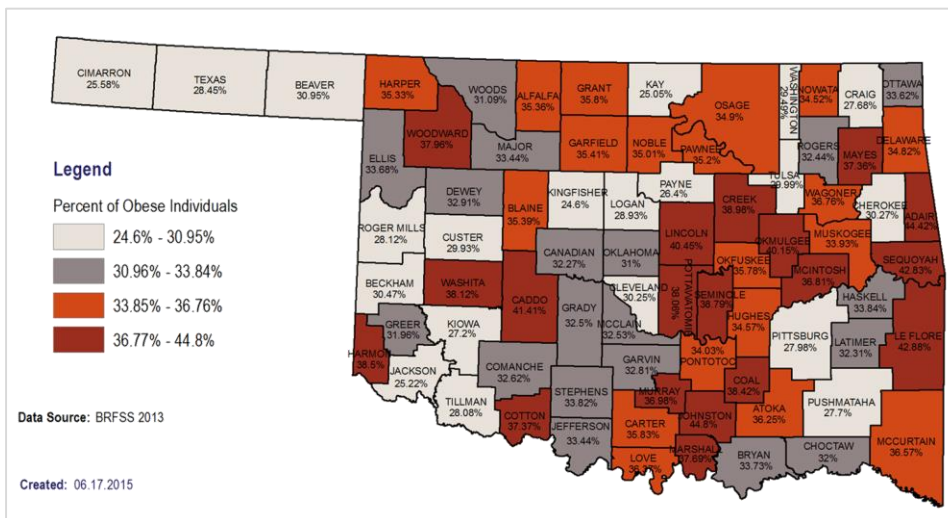 Legend
Percent of Obese Individuals
24.6% - 30.95%
30.96% - 33.84%
33.85% - 36.76%
36.77% - 44.8%
Data Source: BRFSS 2013
Created: 06.17.2015
CIMARRON
25.58%
TEXAS
28.45%
BEAVER
30.95%
HARPER
35.33%
WOODS
31.09%
ALFALFA
35.36%
GRANT
35.8%
KAY
25.05%
OSAGE
34.9%
WASHINGTON
29.49%
NOWATA
34.52%
CRAIG
27.68%
OTTAWA
33.62%
WOODWARD
37.96%
MAJOR
33.44%
GARFIELD
35.41%
NOBLE
35.01%
PAWNEE
35.2%
ROGERS
32.44%
MAYES
37.36%
DELAWARE
34.82%
ELLIS
33.68%
DEWEY
32.91%
BLAINE
35.39%
KINGFISHER
24.6%
LOGAN
28.93%
PAYNE
26.4%
CREEK
38.98%
TULSA
29.99%
WAGONER
36.76%
CHEROKEE
30.27%
ADAIR
44.42%
ROGER MILLS
28.12%
CUSTER
29.93%
CANADIAN
32.27%
OKLAHOMA
31%
LINCOLN
40.45%
OKMULGEE
40.15%
MUSKOGEE
33.93%
OKFUSKEE
35.78%
MCINTOSH
36.81%
SEQUOYAH
42.83%
BECKHAM
30.47%
WASHITA
38.12%
CADDO
41.41%
GRADY
32.5%
CLEVELAND
30.25%
POTTAWATOMIE
38.06%
SEMINOLE
38.79%
HUGHES
34.57%
HASKELL
33.84%
GREER
31.96%
KIOWA
27.2%
MCCLAIN
32.53%
PITTSBURG
27.98%
LATIMER
32.31%
LE FLORE
42.88%
HARMON
38.5%
JACKSON
25.22%
COMANCHE
32.62%
GARVIN
32.81%
34.03%
PONTOTOC
COAL
38.42%
TILLMAN
28.08%
COTTON
37.37%
STEPHENS
33.82%
MURRAY
36.98%
JOHNSTON
44.8%
ATOKA
36.25%
PUSHMATAHA
27.7%
JEFFERSON
33.44%
CARTER
35.83%
LOVE
MARSHALL
37.69%
BRYAN
33.73%
CHOCTAW
32%
MCCURTAIN
36.57%